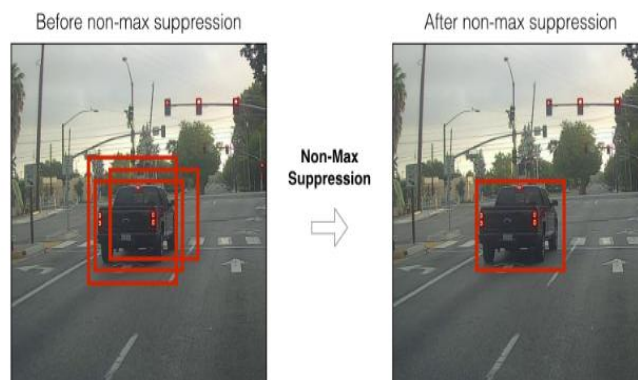 Before non-max suppression
After non-max suppression
Non-Max
Suppression